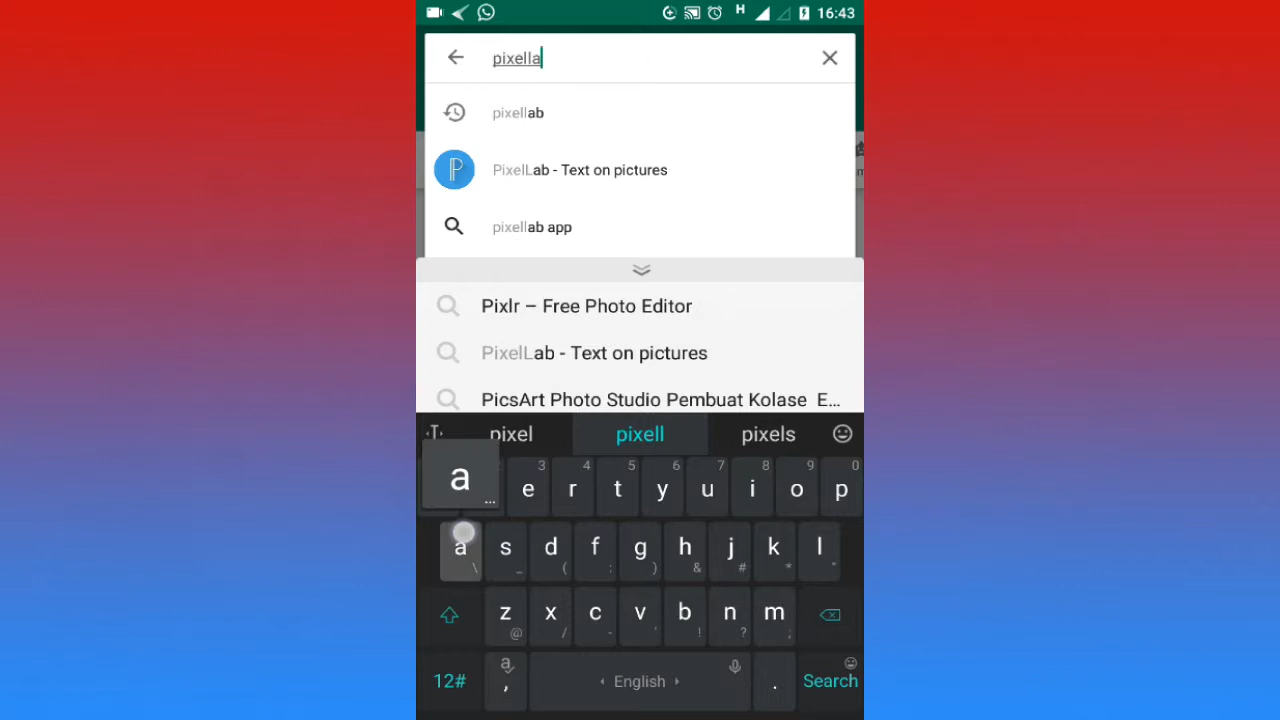 H 16:43
pixella
pixellab
PixelLab - Text on pictures
pixellab app
Pixlr – Free Photo Editor
PixelLab - Text on pictures
PicsArt Photo Studio Pembuat Kolase E...
T pixel pixell pixels
a
...
3 4 5 6 7 8 9 0
e r t y u i o p
a s d f g h j k l
\ _ ( : ) & # * "
z x c v b n m
@ / - ' ! ? ;
12# a , English . Search